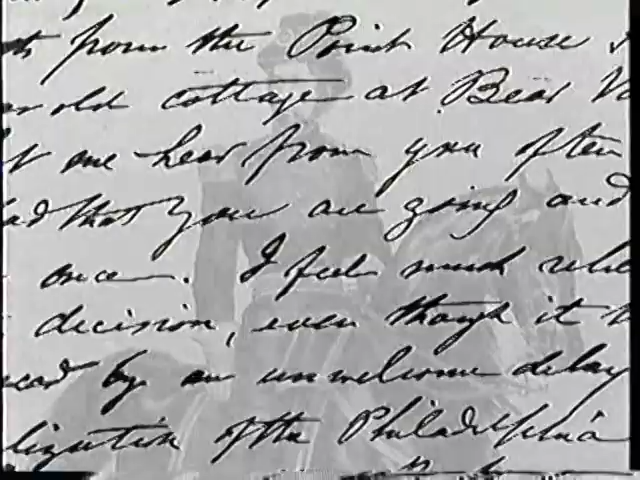 from the Point House
old cottage at Bear
me hear from you often
that you are going and
once. I feel much
decision, even though it
by an unwelcome delay
of the Philadelphia